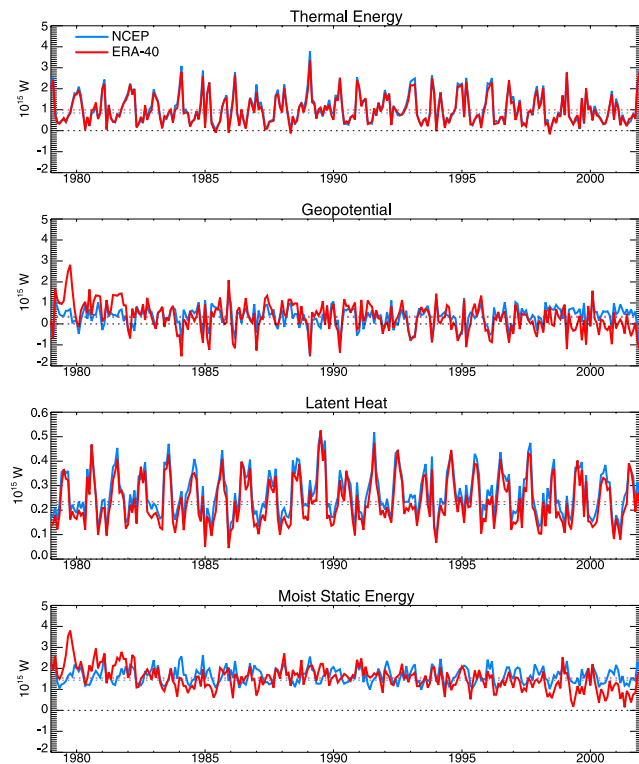 Thermal Energy
NCEP
ERA-40
10¹⁵ W
5
4
3
2
1
0
-1
-2
1980 1985 1990 1995 2000
Geopotential
10¹⁵ W
5
4
3
2
1
0
-1
-2
1980 1985 1990 1995 2000
Latent Heat
10¹⁵ W
0.6
0.5
0.4
0.3
0.2
0.1
0.0
1980 1985 1990 1995 2000
Moist Static Energy
10¹⁵ W
5
4
3
2
1
0
-1
-2
1980 1985 1990 1995 2000